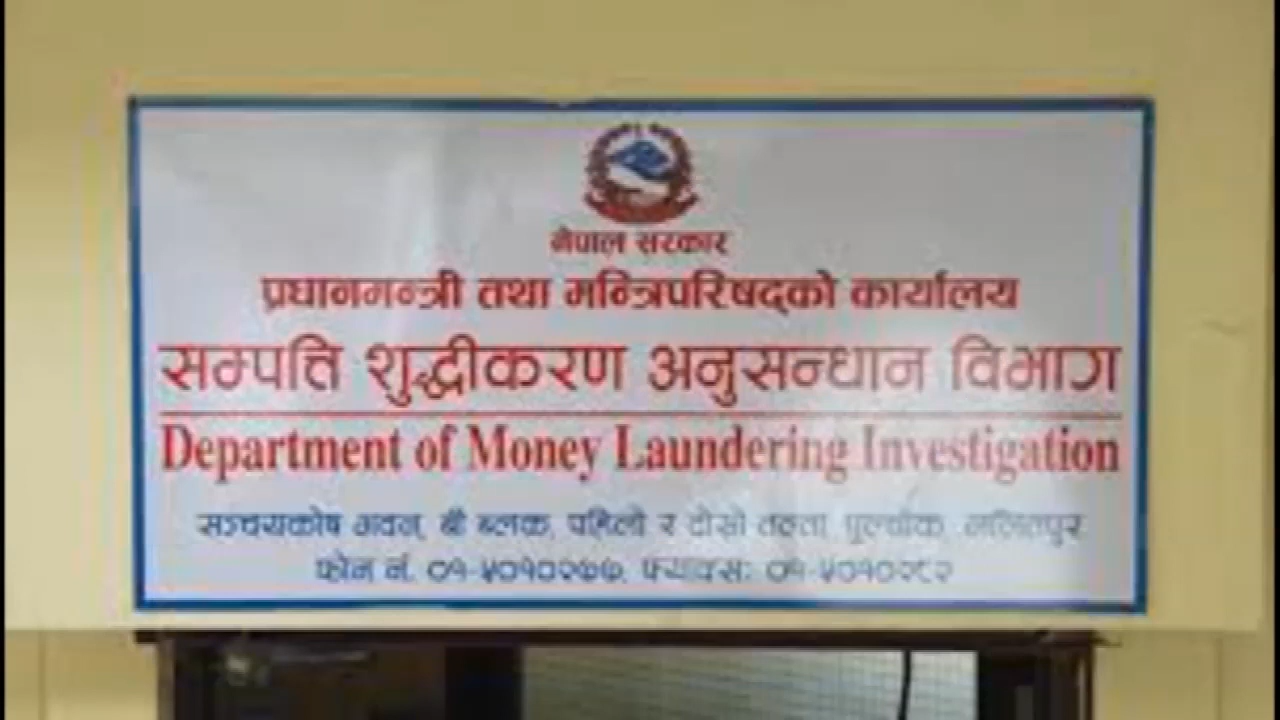 नेपाल सरकार
प्रधानमन्त्री तथा मन्त्रिपरिषद्को कार्यालय
सम्पत्ति शुद्धीकरण अनुसन्धान विभाग
Department of Money Laundering Investigation
सञ्चयकोष भवन, बी ब्लक, पहिलो र दोस्रो तल्ला, पुल्चोक, ललितपुर
फोन नं. ०१-५०१०२७७, फ्याक्सः ०१-५०१०२८२